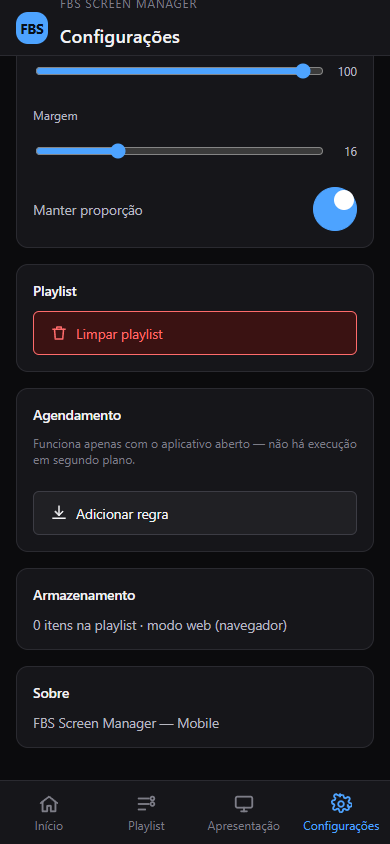 FBS SCREEN MANAGER
FBS
Configurações
100
Margem
16
Manter proporção
Playlist
Limpar playlist
Agendamento
Funciona apenas com o aplicativo aberto — não há execução
em segundo plano.
Adicionar regra
Armazenamento
0 itens na playlist · modo web (navegador)
Sobre
FBS Screen Manager — Mobile
Início
Playlist
Apresentação
Configurações